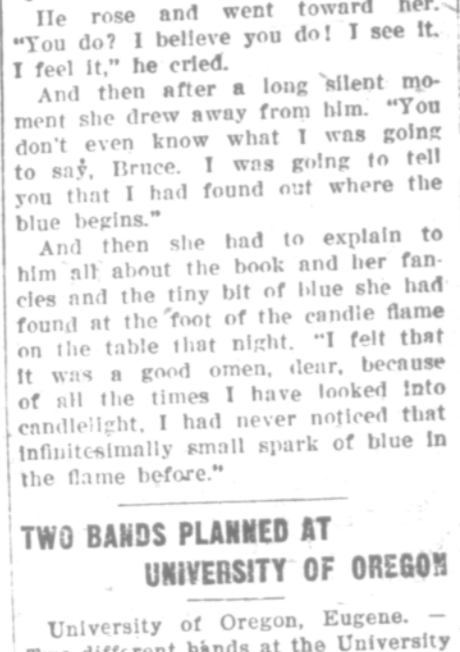 He rose and went toward her.
"You do? I believe you do! I see it.
I feel it," he cried.
And then after a long silent mo-
ment she drew away from him. "You
don't even know what I was going
to say, Bruce. I was going to tell
you that I had found out where the
blue begins."
And then she had to explain to
him all about the book and her fan-
cies and the tiny bit of blue she had
found at the foot of the candle flame
on the table that night. "I felt that
it was a good omen, dear, because
of all the times I have looked into
candlelight, I had never noticed that
infinitesimally small spark of blue in
the flame before."
TWO BANDS PLANNED AT
UNIVERSITY OF OREGON
University of Oregon, Eugene. —
Two different bands at the University